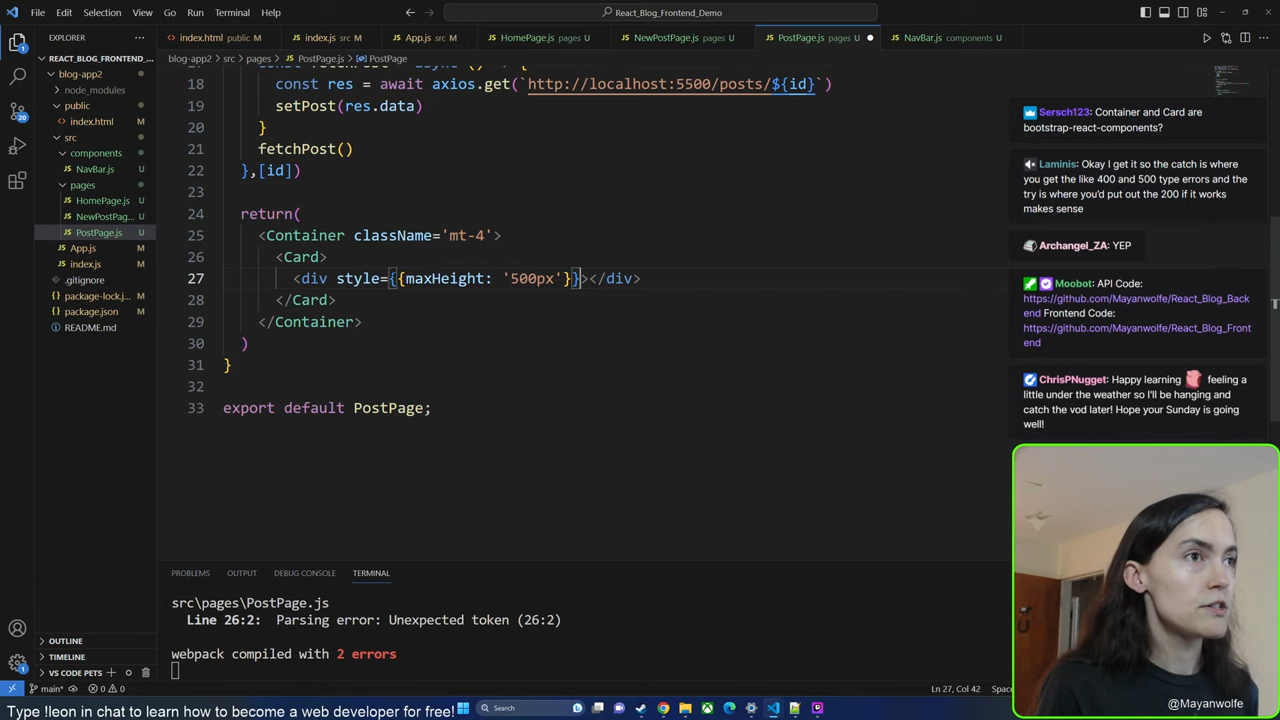 File Edit Selection View Go Run Terminal Help
React_Blog_Frontend_Demo
EXPLORER
REACT_BLOG_FRONTEND_...
blog-app2
node_modules
public
index.html M
src
components
NavBar.js U
pages
HomePage.js U
NewPostPag... U
PostPage.js U
App.js M
index.js M
.gitignore
package-lock.j... M
package.json M
README.md
OUTLINE
TIMELINE
VS CODE PETS
index.html public M
index.js src M
App.js src M
HomePage.js pages U
NewPostPage.js pages U
PostPage.js pages U
NavBar.js components U
blog-app2 > src > pages > PostPage.js > PostPage
18 const res = await axios.get(`http://localhost:5500/posts/${id}`)
19 setPost(res.data)
20 }
21 fetchPost()
22 },[id])
23
24 return(
25 <Container className='mt-4'>
26 <Card>
27 <div style={{maxHeight: '500px'}}></div>
28 </Card>
29 </Container>
30 )
31 }
32
33 export default PostPage;
PROBLEMS OUTPUT DEBUG CONSOLE TERMINAL
src\pages\PostPage.js
Line 26:2: Parsing error: Unexpected token (26:2)
webpack compiled with 2 errors
main* 0 0
Ln 27, Col 42
Sersch123: Container and Card are
bootstrap-react-components?
Laminis: Okay I get it so the catch is where
you get the like 400 and 500 type errors and the
try is where you'd put out the 200 if it works
makes sense
Archangel_ZA: YEP
Moobot: API Code:
https://github.com/Mayanwolfe/React_Blog_Back
end Frontend Code:
https://github.com/Mayanwolfe/React_Blog_Front
end
ChrisPNugget: Happy learning feeling a
little under the weather so I'll be hanging and
catch the vod later! Hope your Sunday is going
well!
@Mayanwolfe
Type !leon in chat to learn how to become a web developer for free!
Search